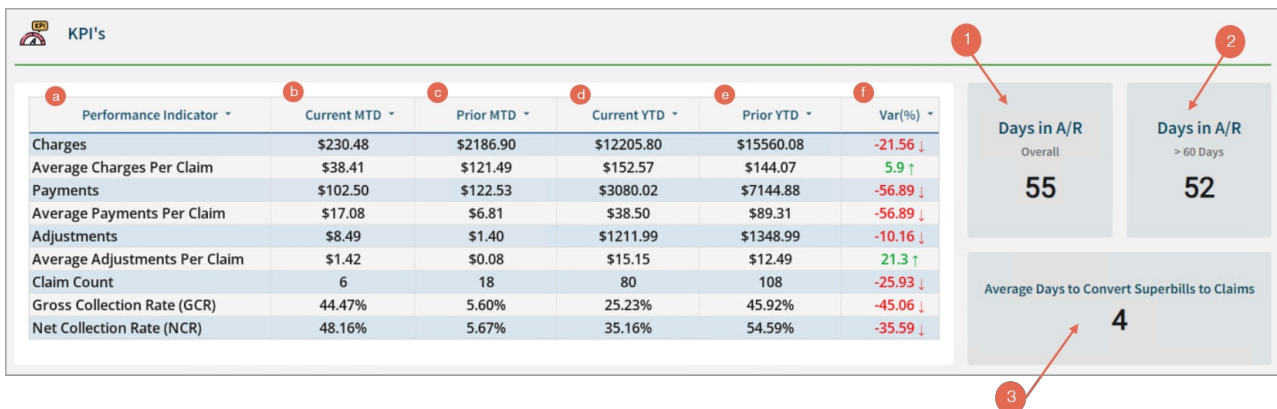 KPI
KPI's
1
2
a b c d e f
Performance Indicator Current MTD Prior MTD Current YTD Prior YTD Var(%)
Charges $230.48 $2186.90 $12205.80 $15560.08 -21.56 ↓
Average Charges Per Claim $38.41 $121.49 $152.57 $144.07 5.9 ↑
Payments $102.50 $122.53 $3080.02 $7144.88 -56.89 ↓
Average Payments Per Claim $17.08 $6.81 $38.50 $89.31 -56.89 ↓
Adjustments $8.49 $1.40 $1211.99 $1348.99 -10.16 ↓
Average Adjustments Per Claim $1.42 $0.08 $15.15 $12.49 21.3 ↑
Claim Count 6 18 80 108 -25.93 ↓
Gross Collection Rate (GCR) 44.47% 5.60% 25.23% 45.92% -45.06 ↓
Net Collection Rate (NCR) 48.16% 5.67% 35.16% 54.59% -35.59 ↓
Days in A/R
Overall
55
Days in A/R
> 60 Days
52
Average Days to Convert Superbills to Claims
4
3